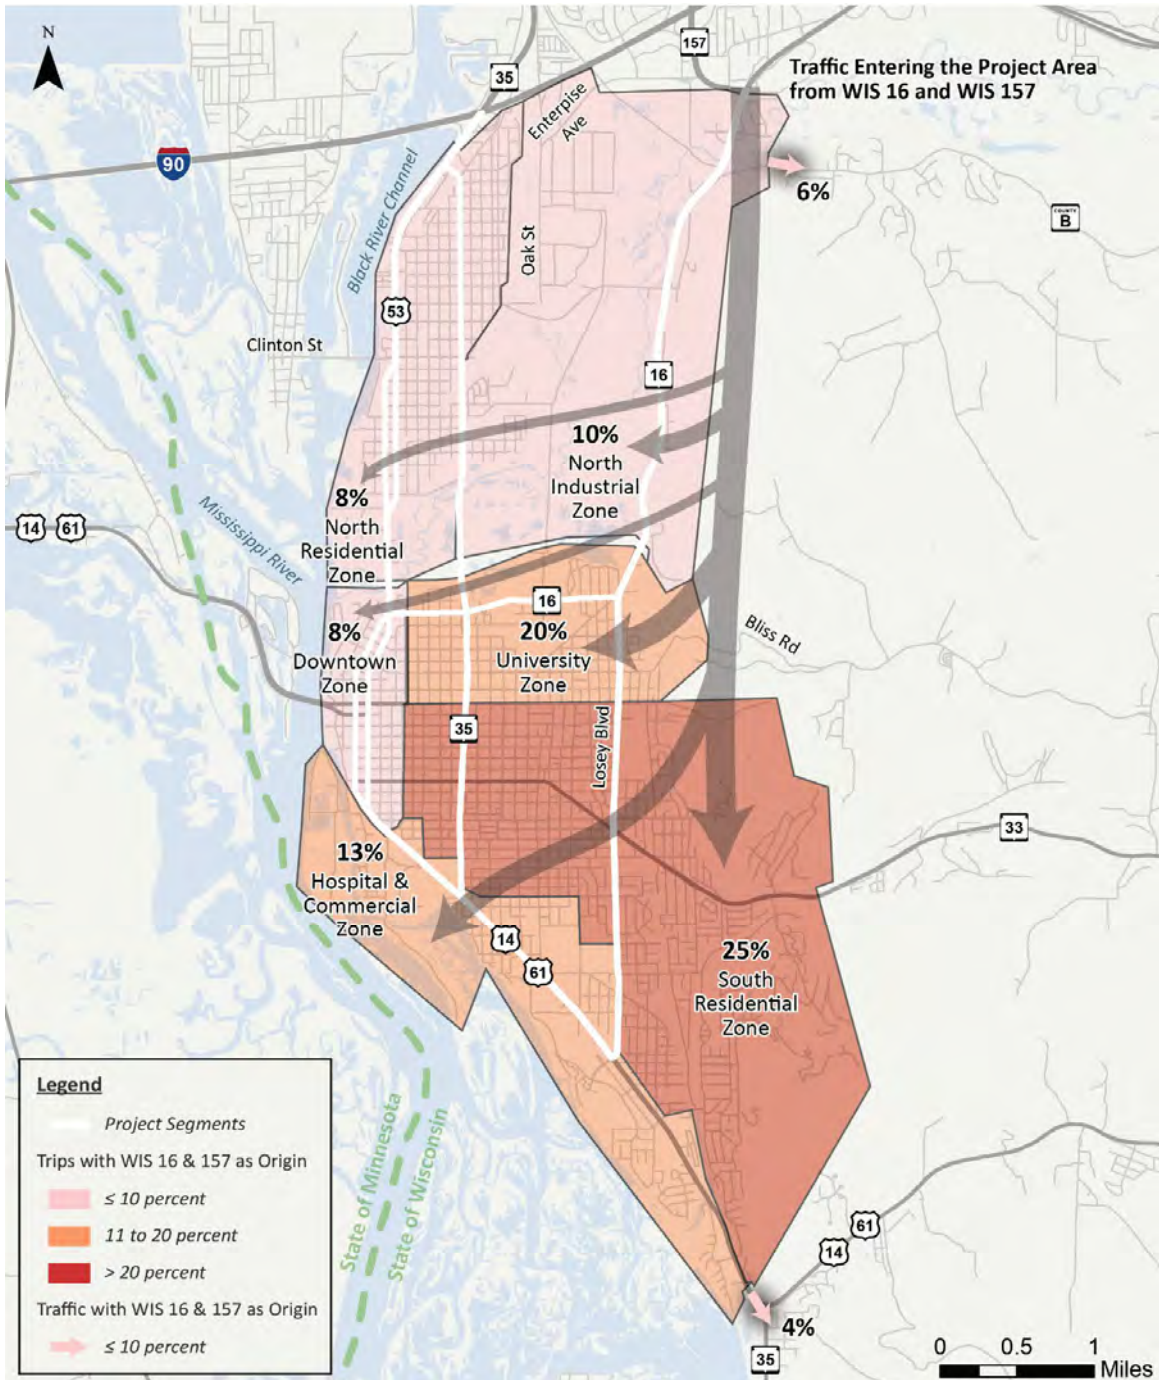 N
157
35
Traffic Entering the Project Area
from WIS 16 and WIS 157
Enterpise
Ave
90
Black River Channel
6%
COUNTY
B
Oak St
53
Clinton St
16
10%
North
Industrial
Zone
8%
North
Residential
Zone
14
61
Mississippi River
16
8%
Downtown
Zone
20%
University
Zone
Bliss Rd
35
Losey Blvd
33
13%
Hospital &
Commercial
Zone
14
61
25%
South
Residential
Zone
Legend
Project Segments
Trips with WIS 16 & 157 as Origin
≤ 10 percent
11 to 20 percent
> 20 percent
Traffic with WIS 16 & 157 as Origin
≤ 10 percent
State of Minnesota
State of Wisconsin
61
14
4%
35
0 0.5 1
Miles